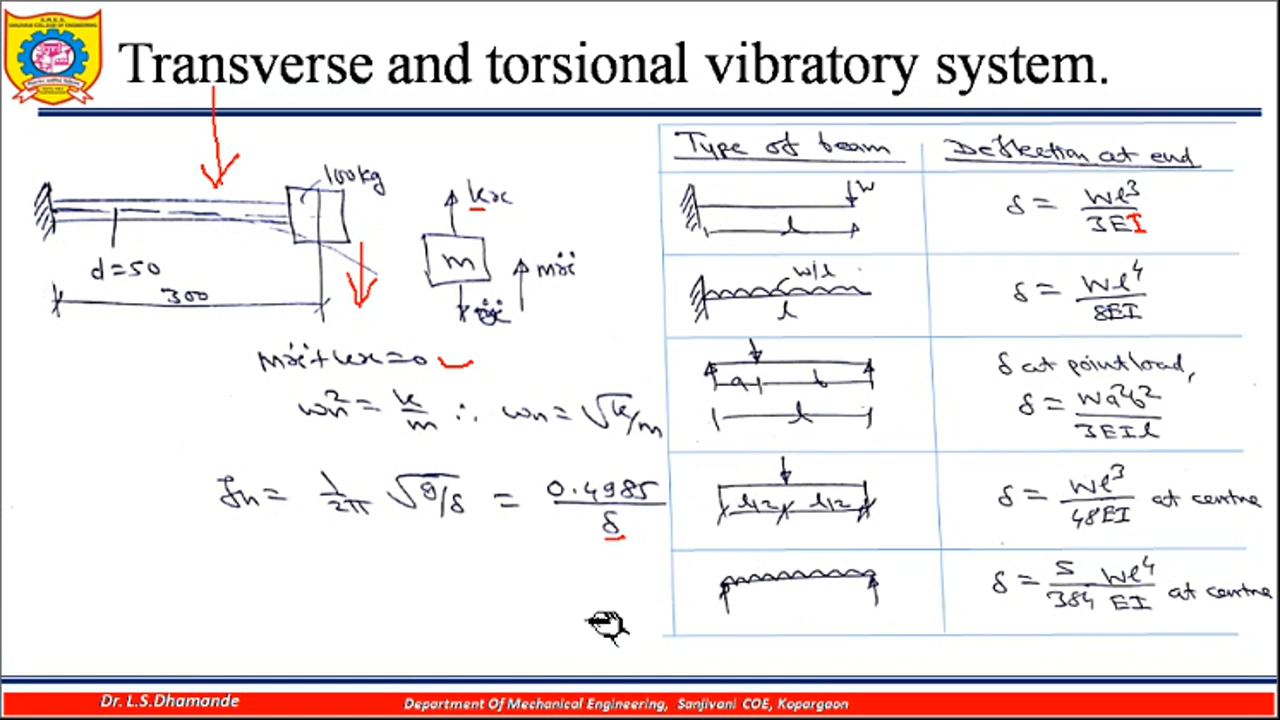 Transverse and torsional vibratory system.
100kg
d=50
300
kx
m
mẍ
mẍ+kx=0
ωn² = k/m ∴ ωn = √k/m
fn = 1/2π √g/δ = 0.4985/δ
Type of beam
Deflection at end
W
l
δ = Wl³/3EI
w/l
l
δ = Wl⁴/8EI
a b
l
δ at point load,
δ = Wa²b²/3EIl
l/2 l/2
δ = Wl³/48EI at centre
δ = 5/384 Wl⁴/EI at centre
Dr. L.S.Dhamande
Department Of Mechanical Engineering, Sanjivani COE, Kopargaon